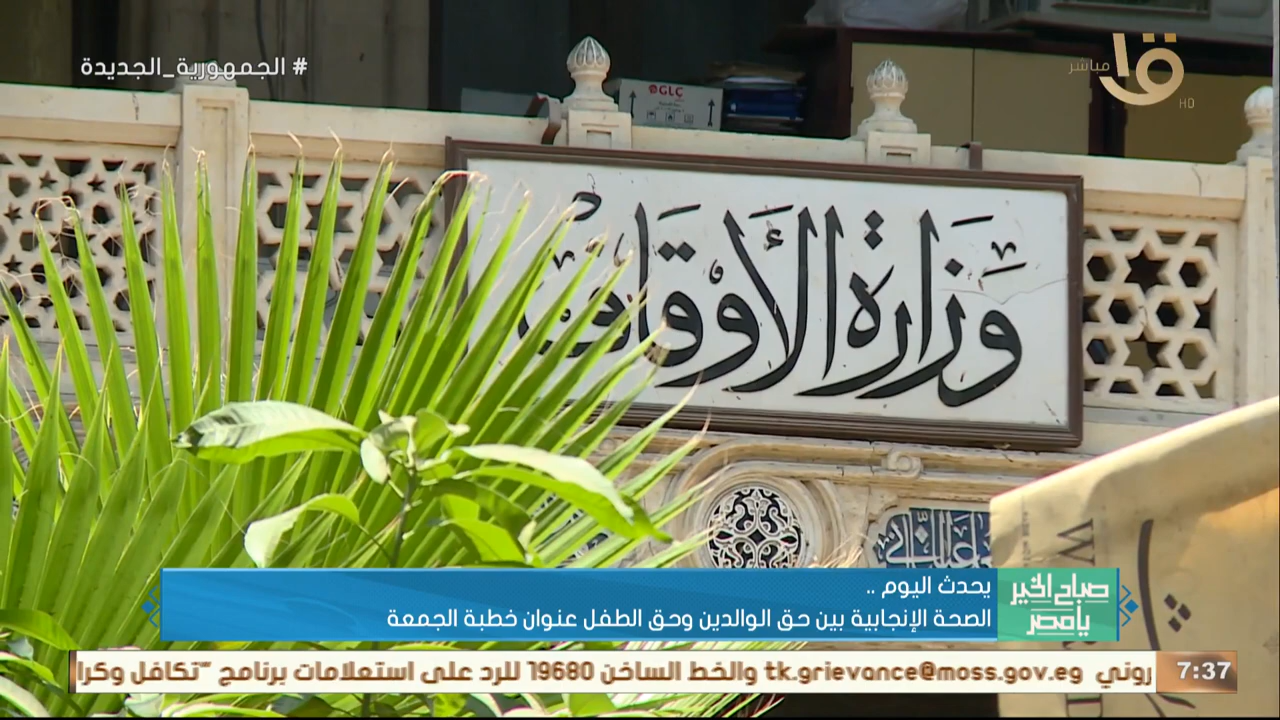 # الجمهورية_الجديدة
مباشر
HD
GLC
وزارة الأوقاف
يحدث اليوم ..
الصحة الإنجابية بين حق الوالدين وحق الطفل عنوان خطبة الجمعة
صباح الخير
يا مصر
روني tk.grievance@moss.gov.eg والخط الساخن 19680 للرد على استعلامات برنامج "تكافل وكرا
7:37